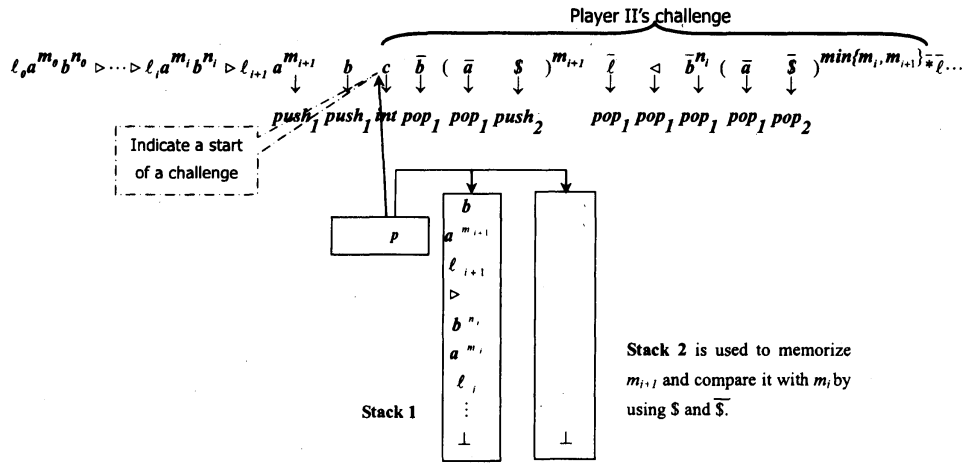 Player II's challenge
ℓ₀a^{m₀}b^{n₀} ▷⋯▷ ℓᵢa^{mᵢ}b^{nᵢ} ▷ ℓᵢ₊₁ a^{mᵢ₊₁} b c b̄ ( ā $ )^{mᵢ₊₁} ℓ̄ ◁ b̄^{nᵢ} ( ā $̄ )^{min{mᵢ, mᵢ₊₁}} *̄ ℓ̄ ⋯
↓ ↓ ↓ ↓ ↓ ↓ ↓ ↓ ↓ ↓ ↓
push₁ push₁ int pop₁ pop₁ push₂ pop₁ pop₁ pop₁ pop₁ pop₂
Indicate a start
of a challenge
p
b
a^{mᵢ₊₁}
ℓᵢ₊₁
▷
b^{nᵢ}
a^{mᵢ}
ℓᵢ
⋮
⊥
Stack 1
⊥
Stack 2 is used to memorize
mᵢ₊₁ and compare it with mᵢ by
using $ and $̄.